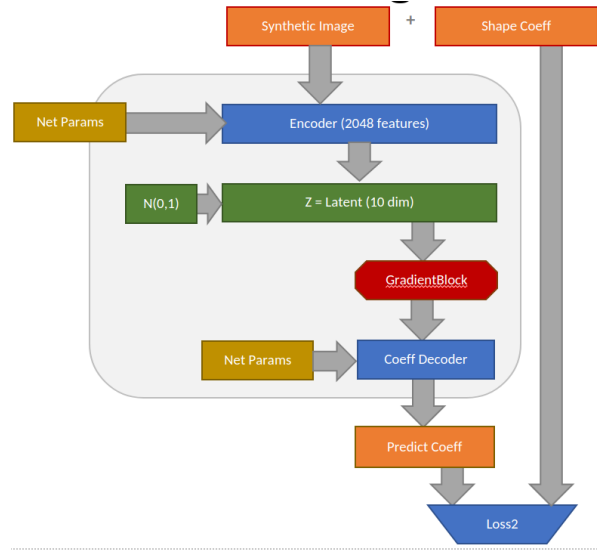 Synthetic Image
+
Shape Coeff
Net Params
Encoder (2048 features)
N(0,1)
Z = Latent (10 dim)
GradientBlock
Net Params
Coeff Decoder
Predict Coeff
Loss2